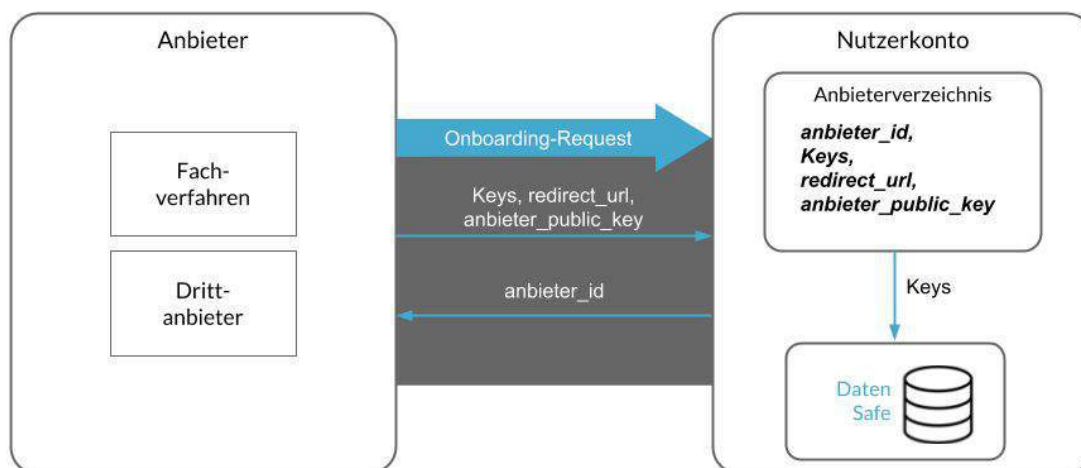 Anbieter
Fach-
verfahren
Dritt-
anbieter
Onboarding-Request
Keys, redirect_url,
anbieter_public_key
anbieter_id
Nutzerkonto
Anbieterverzeichnis
anbieter_id,
Keys,
redirect_url,
anbieter_public_key
Keys
Daten
Safe